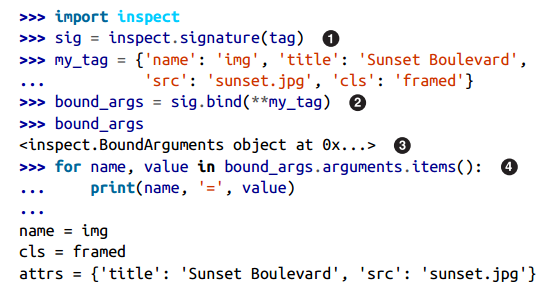 >>> import inspect
>>> sig = inspect.signature(tag) ❶
>>> my_tag = {'name': 'img', 'title': 'Sunset Boulevard',
...           'src': 'sunset.jpg', 'cls': 'framed'}
>>> bound_args = sig.bind(**my_tag) ❷
>>> bound_args
<inspect.BoundArguments object at 0x...> ❸
>>> for name, value in bound_args.arguments.items(): ❹
...     print(name, '=', value)
...
name = img
cls = framed
attrs = {'title': 'Sunset Boulevard', 'src': 'sunset.jpg'}